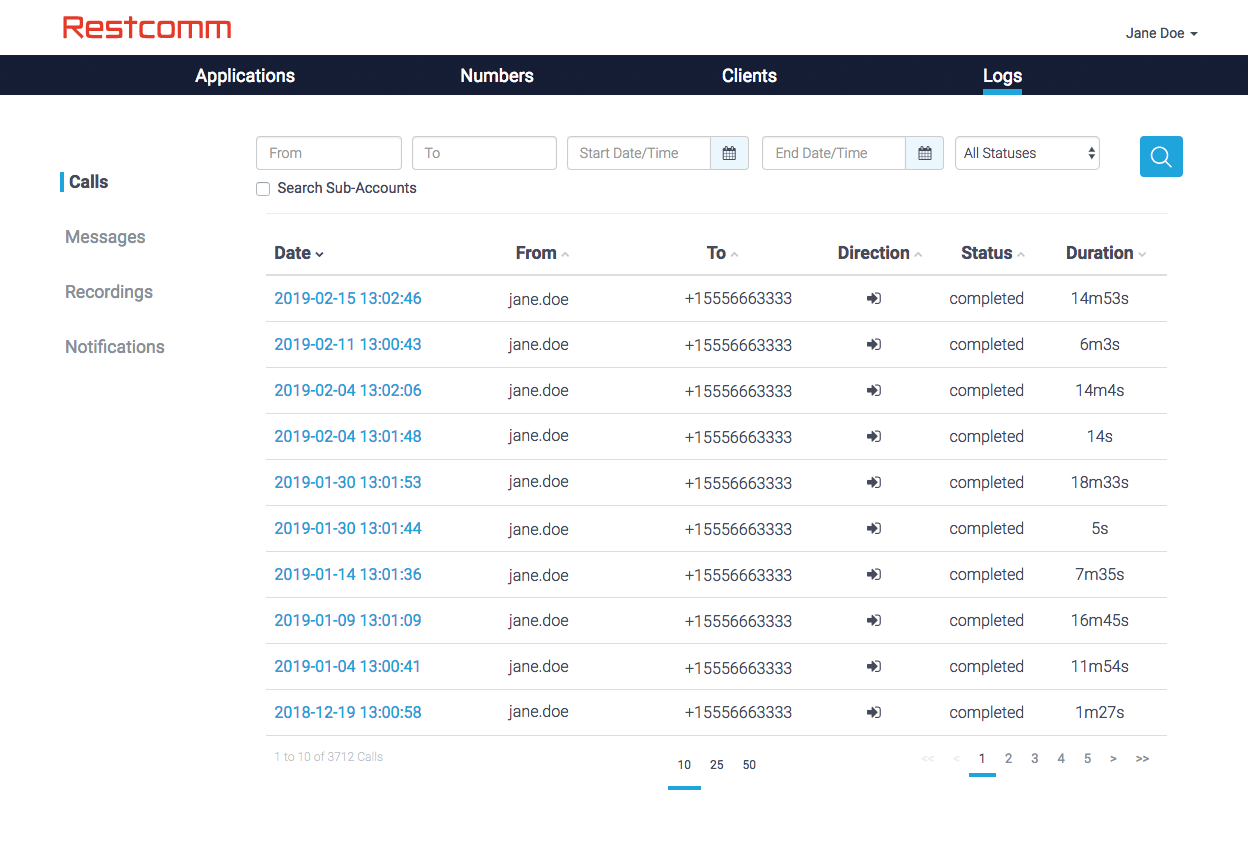 Restcomm
Jane Doe
Applications Numbers Clients Logs
From To Start Date/Time End Date/Time All Statuses
Search Sub-Accounts
Calls
Messages
Recordings
Notifications
Date From To Direction Status Duration
2019-02-15 13:02:46 jane.doe +15556663333 completed 14m53s
2019-02-11 13:00:43 jane.doe +15556663333 completed 6m3s
2019-02-04 13:02:06 jane.doe +15556663333 completed 14m4s
2019-02-04 13:01:48 jane.doe +15556663333 completed 14s
2019-01-30 13:01:53 jane.doe +15556663333 completed 18m33s
2019-01-30 13:01:44 jane.doe +15556663333 completed 5s
2019-01-14 13:01:36 jane.doe +15556663333 completed 7m35s
2019-01-09 13:01:09 jane.doe +15556663333 completed 16m45s
2019-01-04 13:00:41 jane.doe +15556663333 completed 11m54s
2018-12-19 13:00:58 jane.doe +15556663333 completed 1m27s
1 to 10 of 3712 Calls
10 25 50
<< < 1 2 3 4 5 > >>